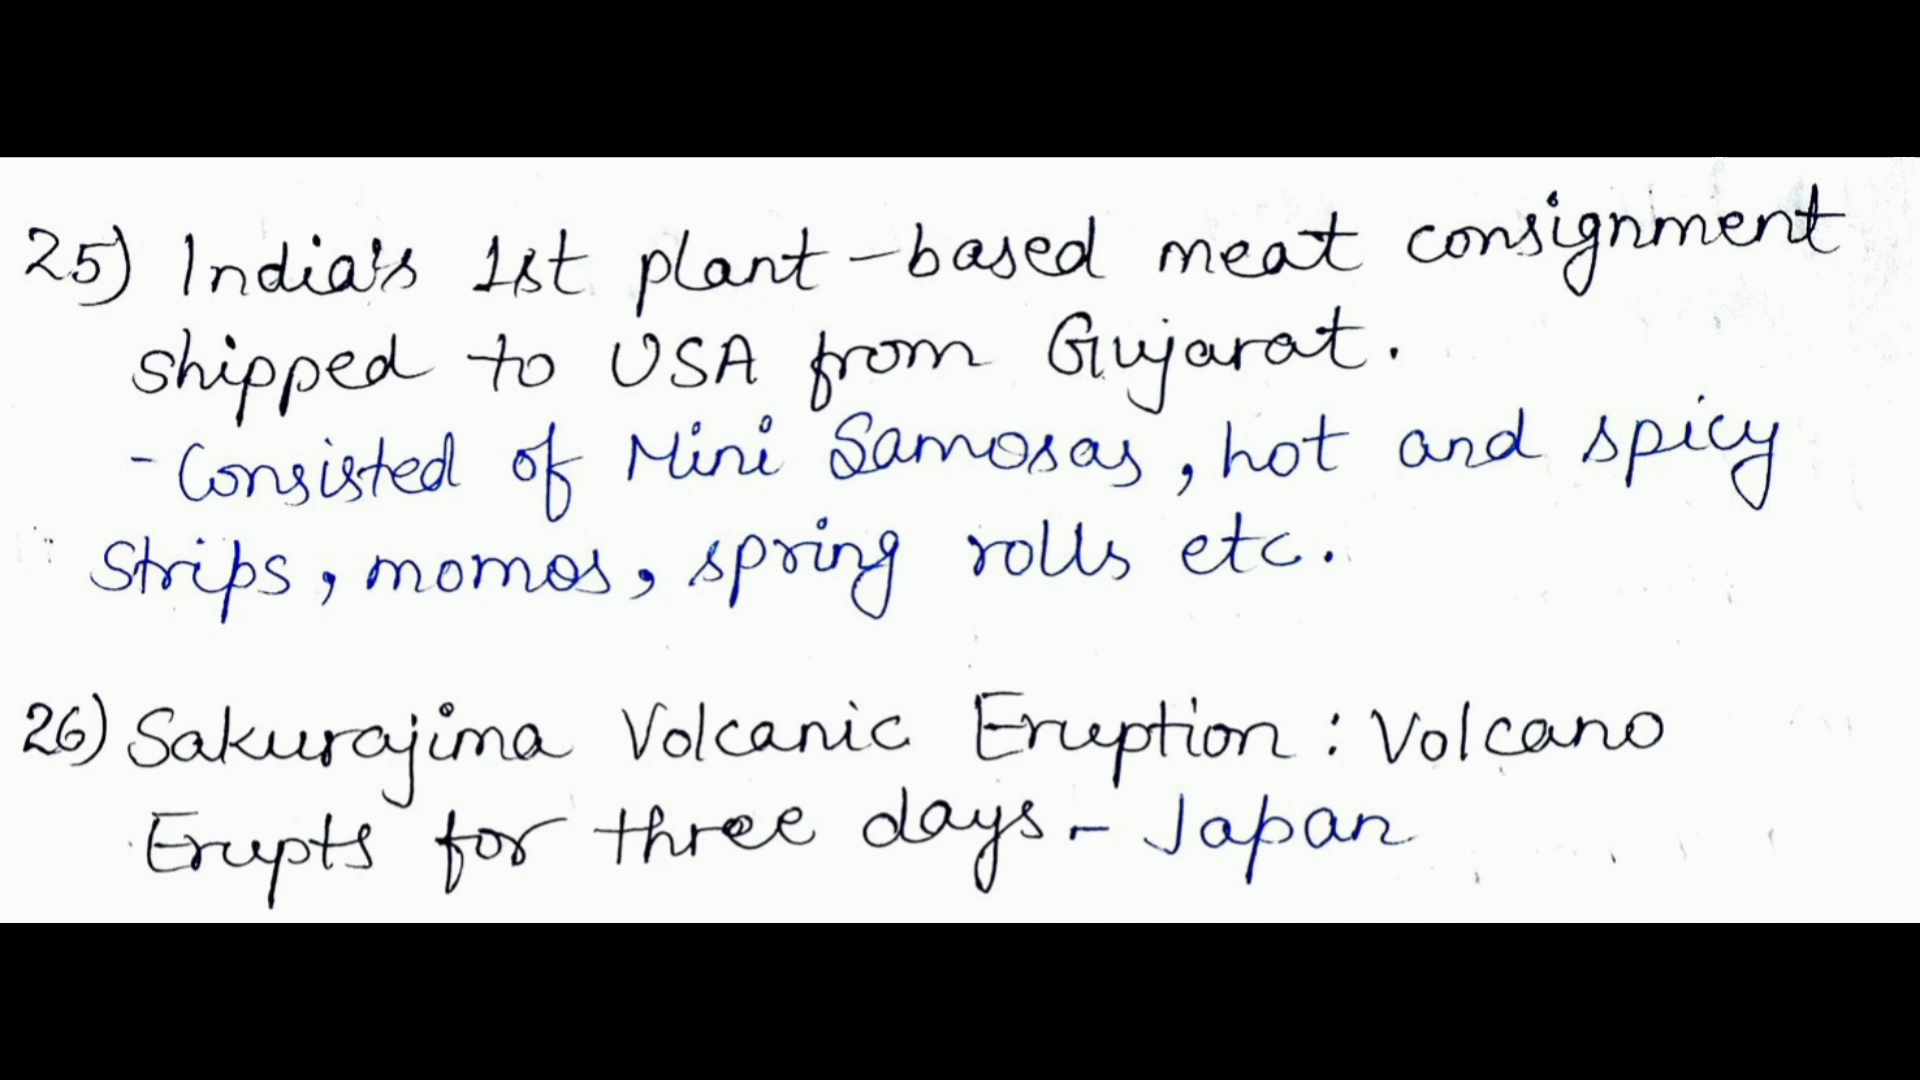 25) India's 1st plant-based meat consignment
shipped to USA from Gujarat.
- Consisted of Mini Samosas, hot and spicy
Strips, momos, spring rolls etc.
26) Sakurajima Volcanic Eruption : Volcano
Erupts for three days - Japan